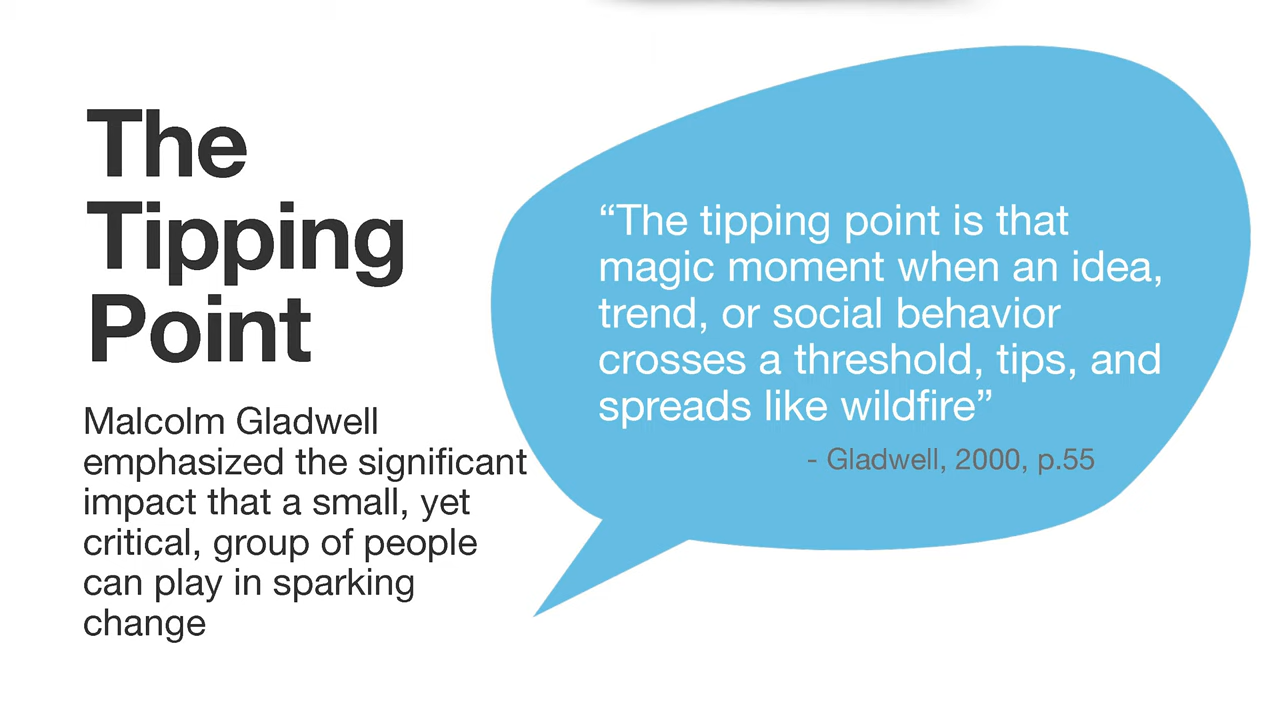 The
Tipping
Point
Malcolm Gladwell
emphasized the significant
impact that a small, yet
critical, group of people
can play in sparking
change
“The tipping point is that
magic moment when an idea,
trend, or social behavior
crosses a threshold, tips, and
spreads like wildfire”
- Gladwell, 2000, p.55